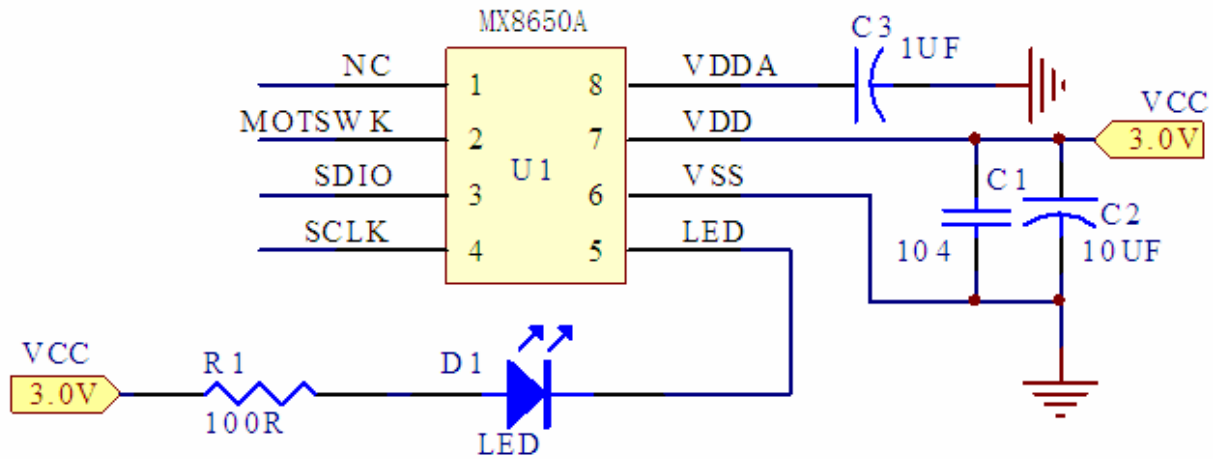 MX8650A
C3
1UF
NC
1
8
VDDA
VCC
3.0V
MOTSWK
2
7
VDD
U1
SDIO
3
6
VSS
C1
104
C2
10UF
SCLK
4
5
LED
VCC
3.0V
R1
100R
D1
LED